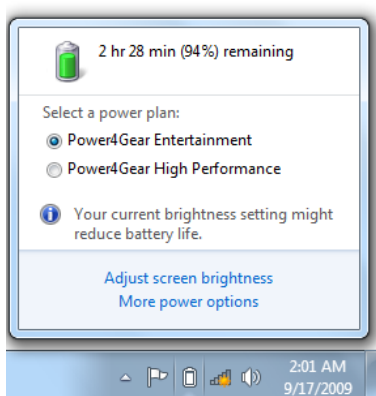 2 hr 28 min (94%) remaining
Select a power plan:
Power4Gear Entertainment
Power4Gear High Performance
Your current brightness setting might
reduce battery life.
Adjust screen brightness
More power options
2:01 AM
9/17/2009